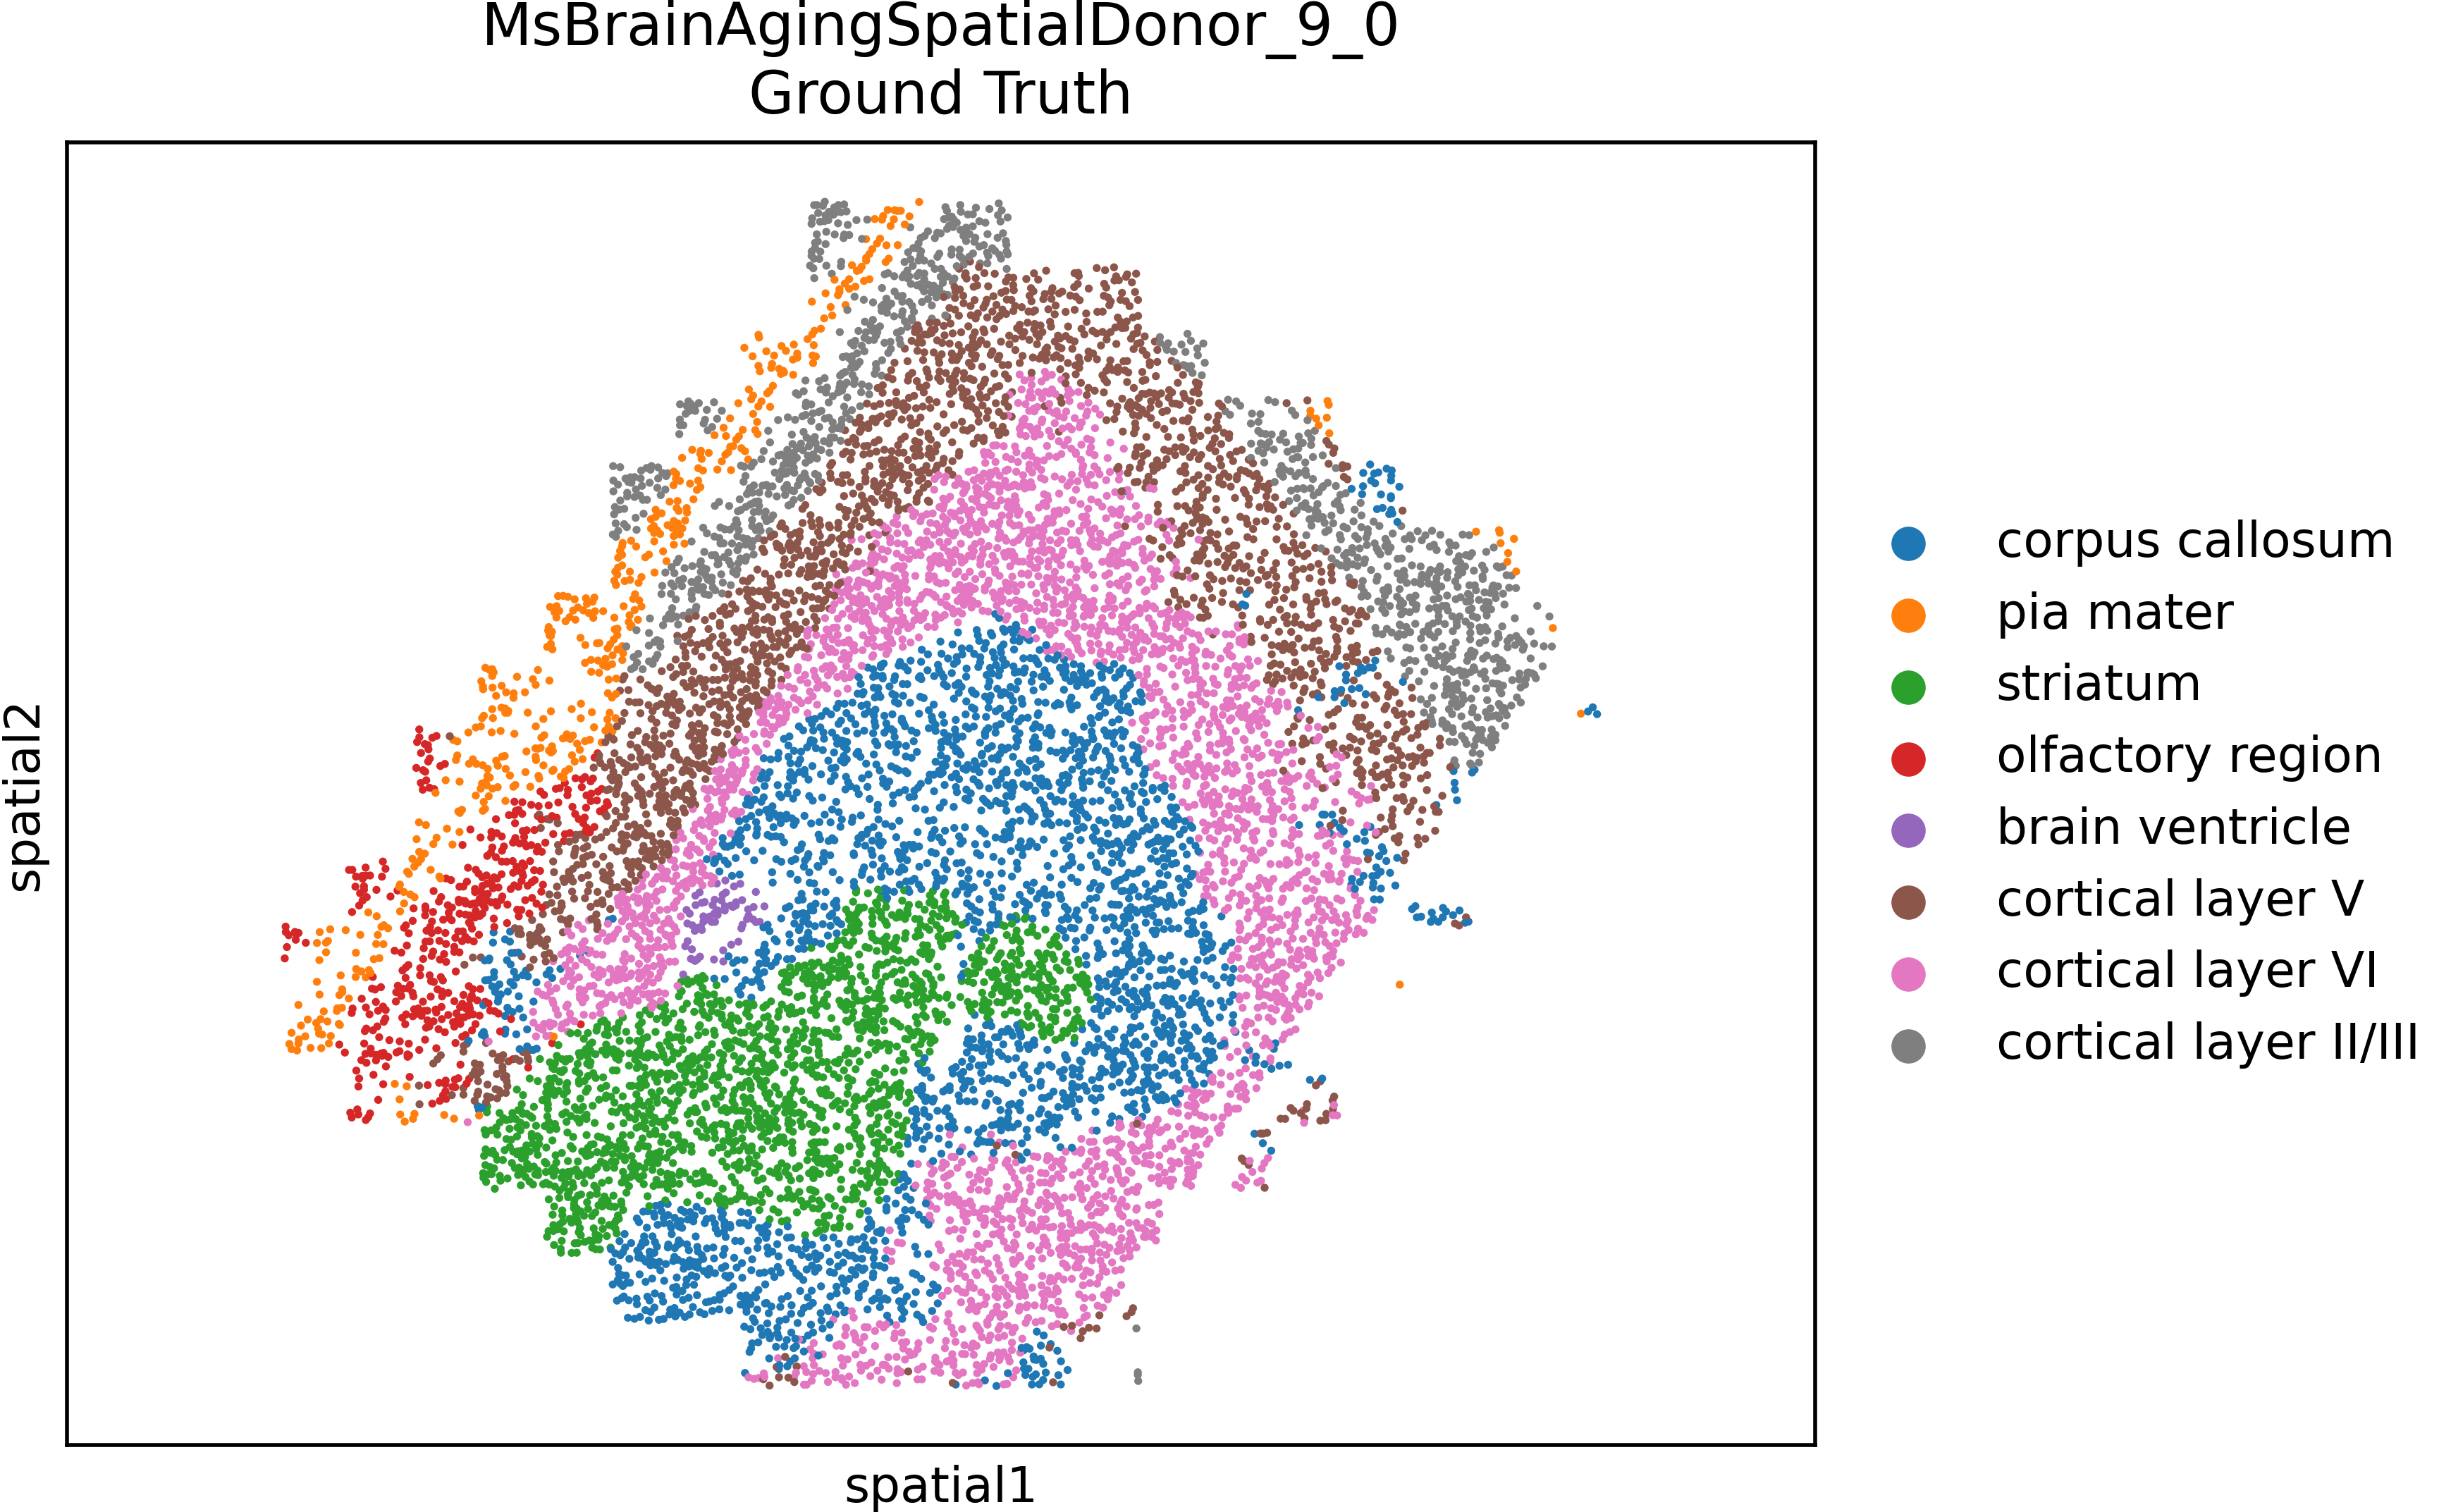 MsBrainAgingSpatialDonor_9_0
Ground Truth
spatial2
spatial1
corpus callosum
pia mater
striatum
olfactory region
brain ventricle
cortical layer V
cortical layer VI
cortical layer II/III